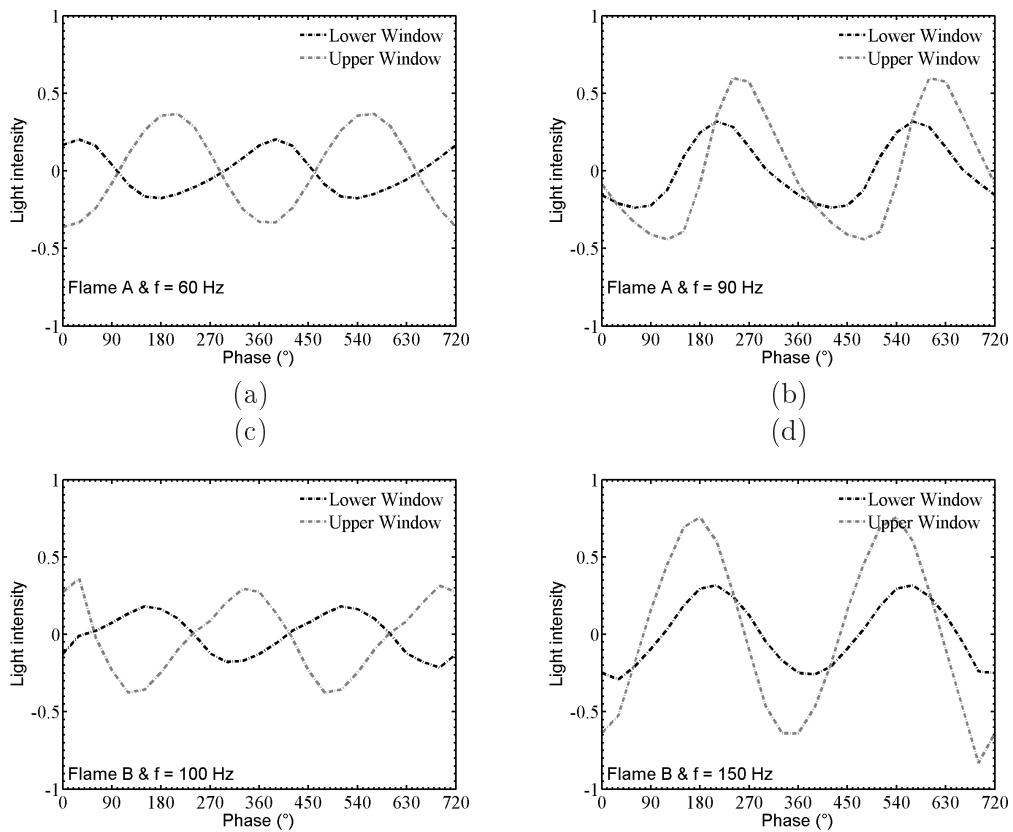 1
0.5
0
-0.5
-1
Light intensity
Lower Window
Upper Window
Flame A & f = 60 Hz
0 90 180 270 360 450 540 630 720
Phase (°)
(a)
1
0.5
0
-0.5
-1
Light intensity
Lower Window
Upper Window
Flame A & f = 90 Hz
0 90 180 270 360 450 540 630 720
Phase (°)
(b)
(c)
(d)
1
0.5
0
-0.5
-1
Light intensity
Lower Window
Upper Window
Flame B & f = 100 Hz
0 90 180 270 360 450 540 630 720
Phase (°)
1
0.5
0
-0.5
-1
Light intensity
Lower Window
Upper Window
Flame B & f = 150 Hz
0 90 180 270 360 450 540 630 720
Phase (°)